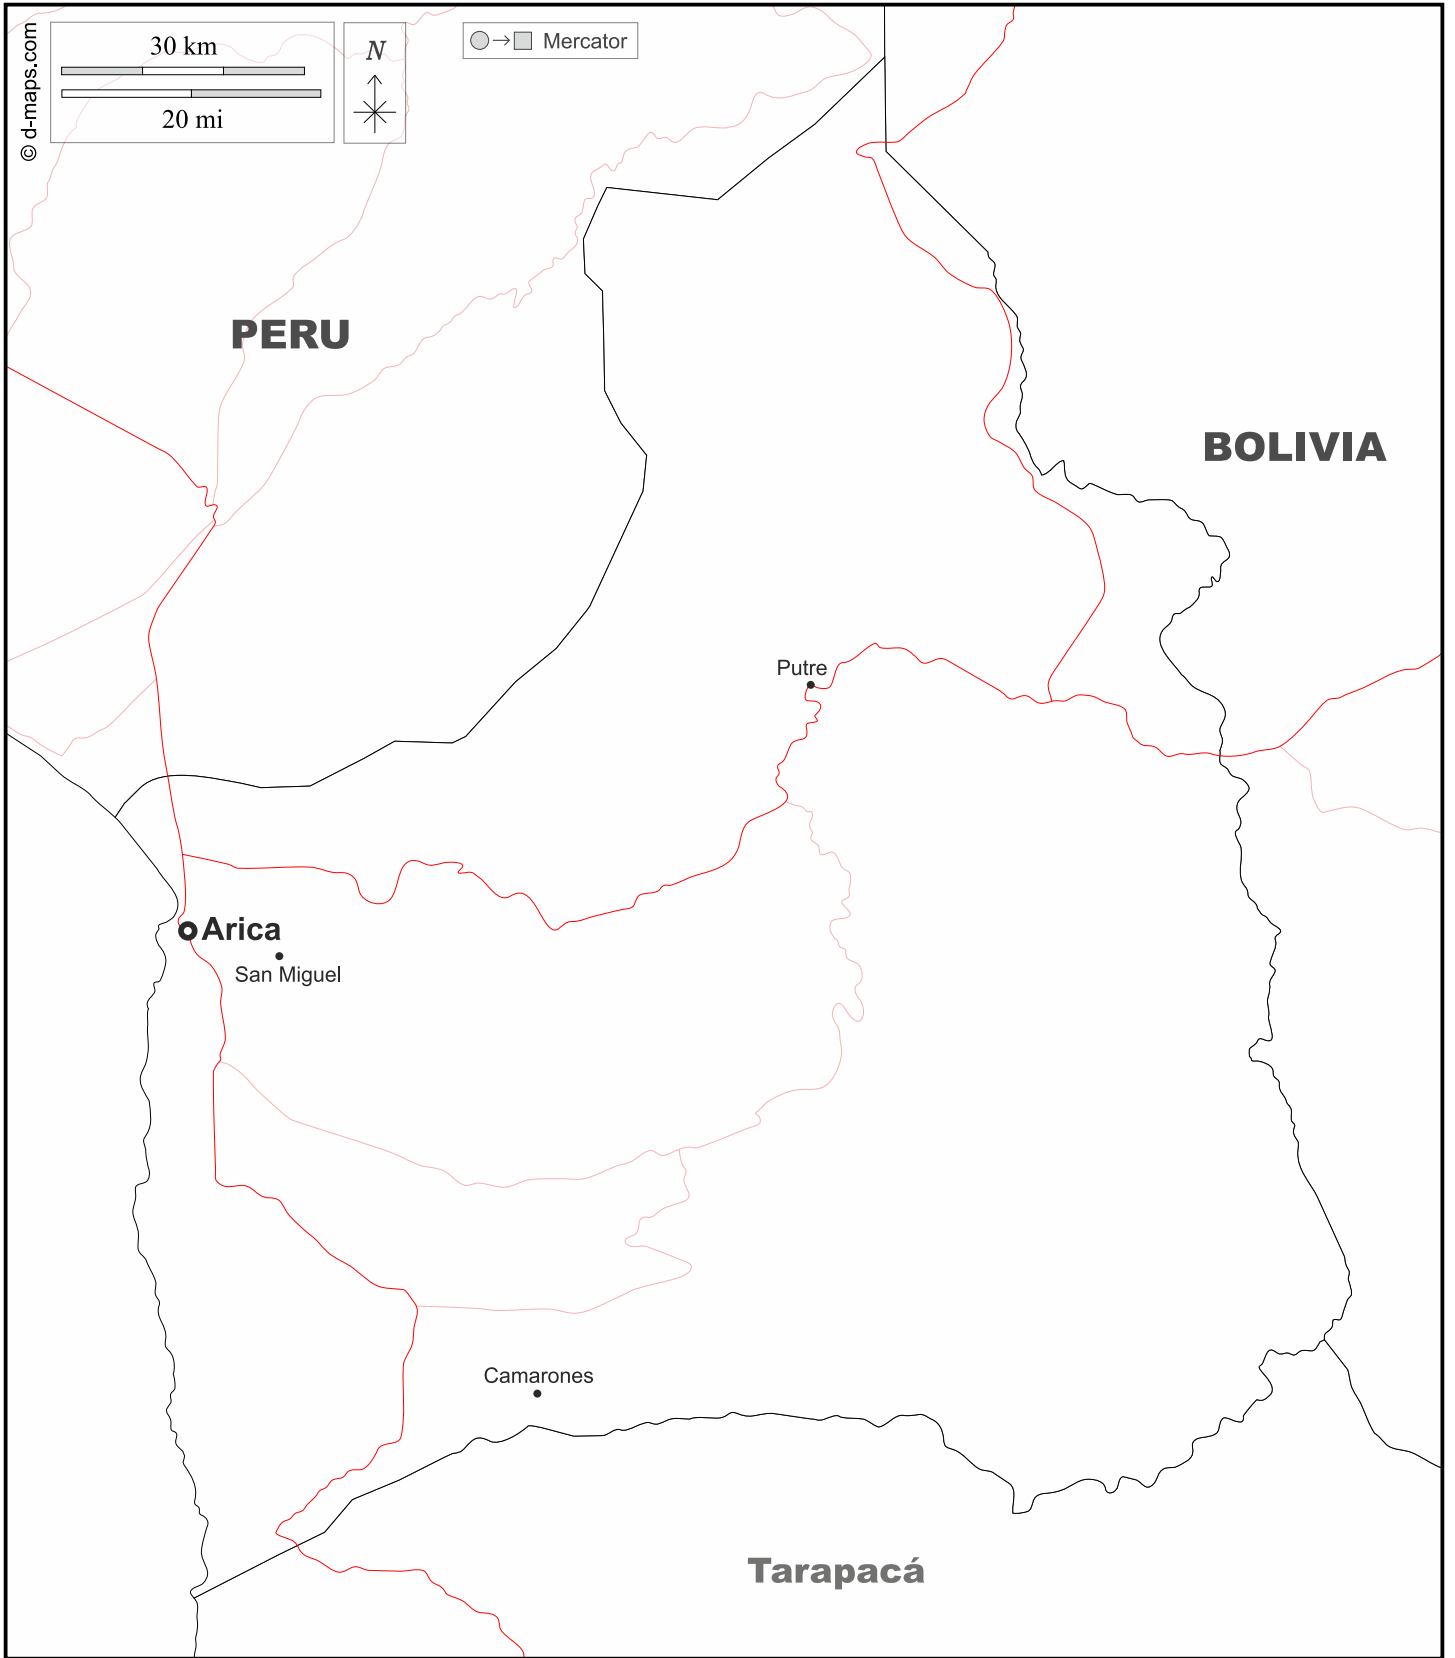 © d-maps.com
30 km
20 mi
N
Mercator
PERU
BOLIVIA
Putre
Arica
San Miguel
Camarones
Tarapacá